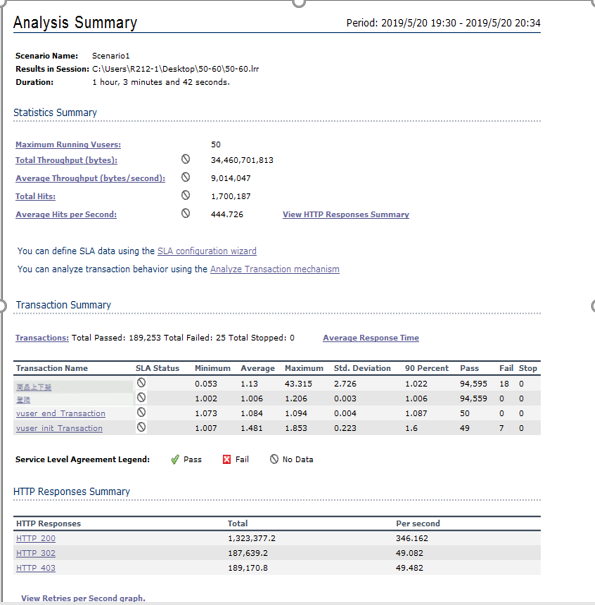 Analysis Summary Period: 2019/5/20 19:30 - 2019/5/20 20:34
Scenario Name: Scenario1
Results in Session: C:\Users\R212-1\Desktop\50-60\50-60.lrr
Duration: 1 hour, 3 minutes and 42 seconds.
Statistics Summary
Maximum Running Vusers: 50
Total Throughput (bytes): 34,460,701,813
Average Throughput (bytes/second): 9,014,047
Total Hits: 1,700,187
Average Hits per Second: 444.726 View HTTP Responses Summary
You can define SLA data using the SLA configuration wizard
You can analyze transaction behavior using the Analyze Transaction mechanism
Transaction Summary
Transactions: Total Passed: 189,253 Total Failed: 25 Total Stopped: 0 Average Response Time
Transaction Name SLA Status Minimum Average Maximum Std. Deviation 90 Percent Pass Fail Stop
0.053 1.13 43.315 2.726 1.022 94,595 18 0
1.002 1.006 1.206 0.003 1.006 94,559 0 0
vuser_end_Transaction 1.073 1.084 1.094 0.004 1.087 50 0 0
vuser_init_Transaction 1.007 1.481 1.853 0.223 1.6 49 7 0
Service Level Agreement Legend: Pass Fail No Data
HTTP Responses Summary
HTTP Responses Total Per second
HTTP_200 1,323,377.2 346.162
HTTP_302 187,639.2 49.082
HTTP_403 189,170.8 49.482
View Retries per Second graph.